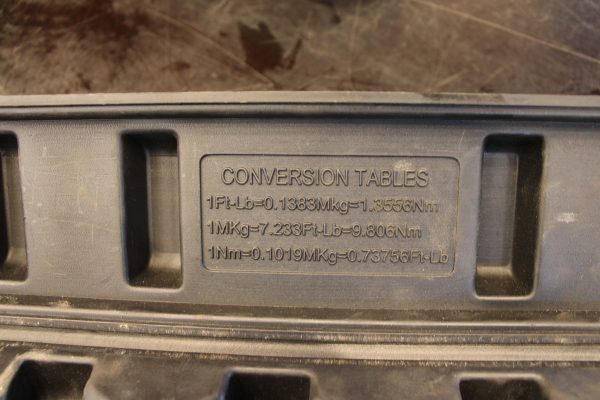 CONVERSION TABLES
1Ft-Lb=0.1383Mkg=1.3556Nm
1MKg=7.233Ft-Lb=9.806Nm
1Nm=0.1019MKg=0.73756Ft-Lb